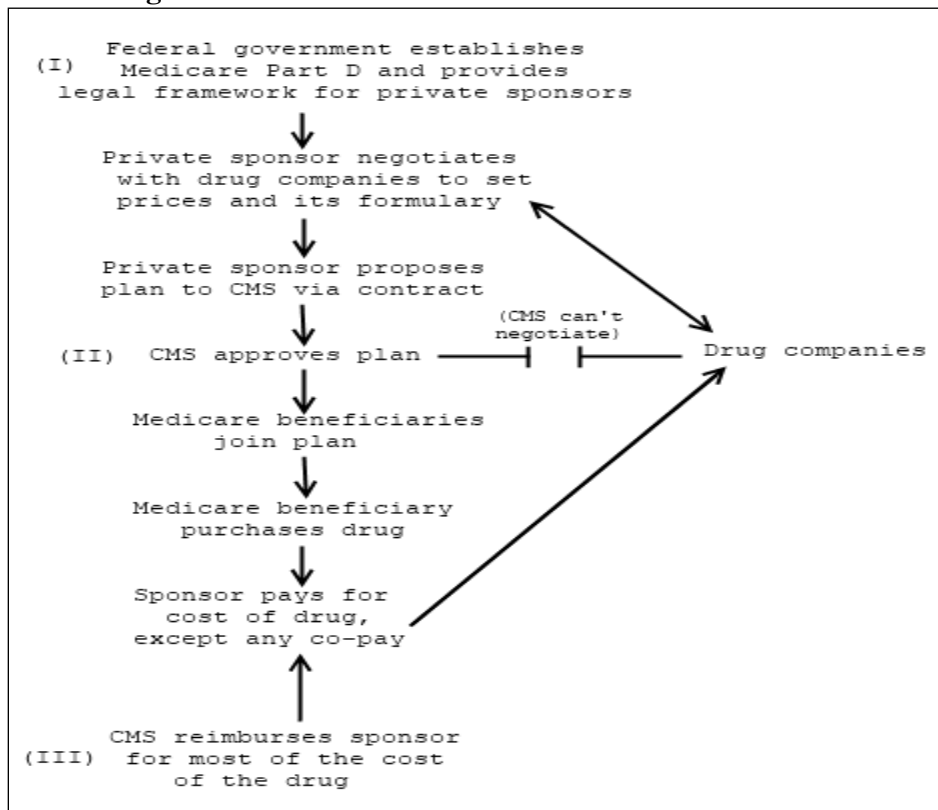 Federal government establishes
(I) Medicare Part D and provides
legal framework for private sponsors
Private sponsor negotiates
with drug companies to set
prices and its formulary
Private sponsor proposes
plan to CMS via contract
(CMS can't
negotiate)
(II) CMS approves plan
Drug companies
Medicare beneficiaries
join plan
Medicare beneficiary
purchases drug
Sponsor pays for
cost of drug,
except any co-pay
CMS reimburses sponsor
(III) for most of the cost
of the drug